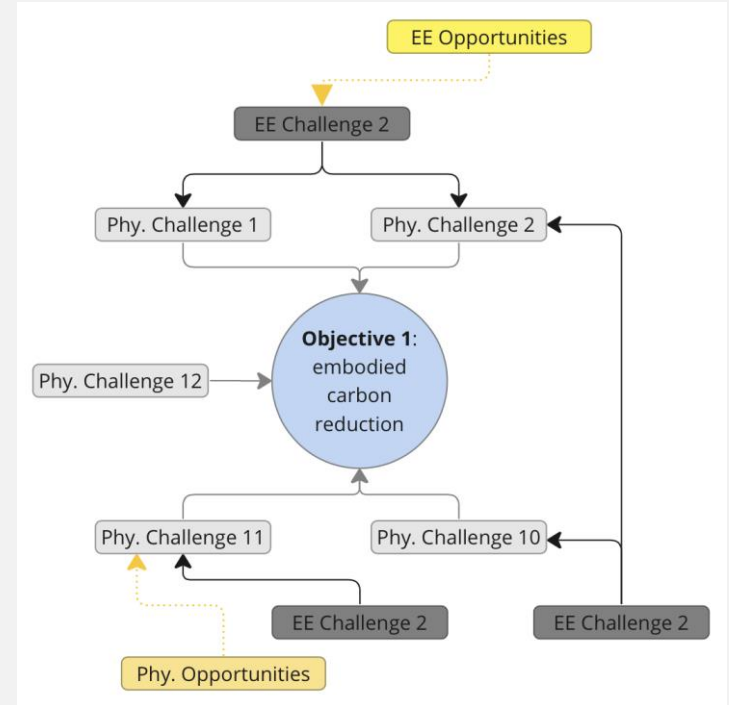 EE Opportunities
EE Challenge 2
Phy. Challenge 1
Phy. Challenge 2
Objective 1:
embodied
carbon
reduction
Phy. Challenge 12
Phy. Challenge 11
Phy. Challenge 10
EE Challenge 2
EE Challenge 2
Phy. Opportunities